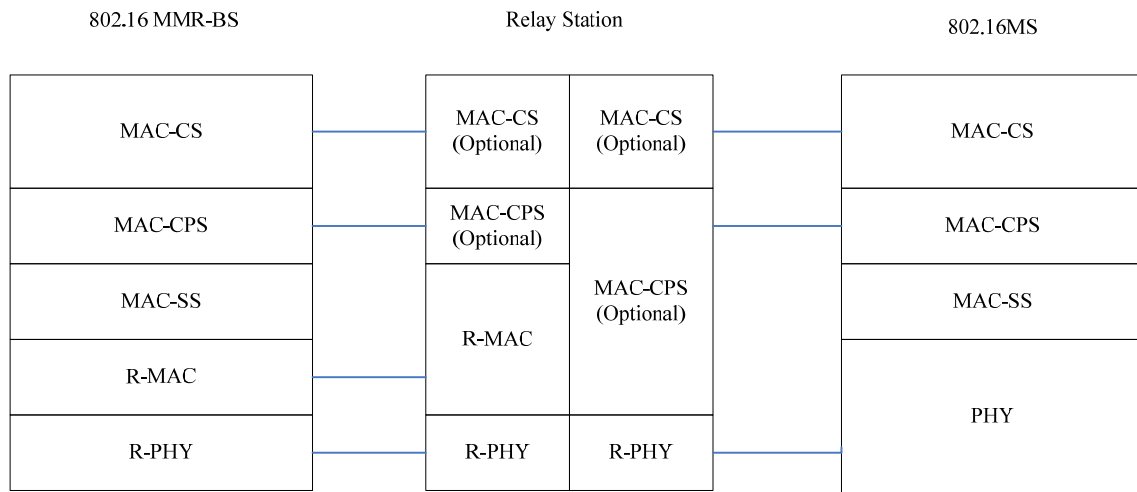 802.16 MMR-BS
Relay Station
802.16MS
MAC-CS
MAC-CS
(Optional)
MAC-CS
(Optional)
MAC-CS
MAC-CPS
MAC-CPS
(Optional)
MAC-CPS
(Optional)
MAC-CPS
MAC-SS
MAC-SS
R-MAC
R-MAC
PHY
R-PHY
R-PHY
R-PHY